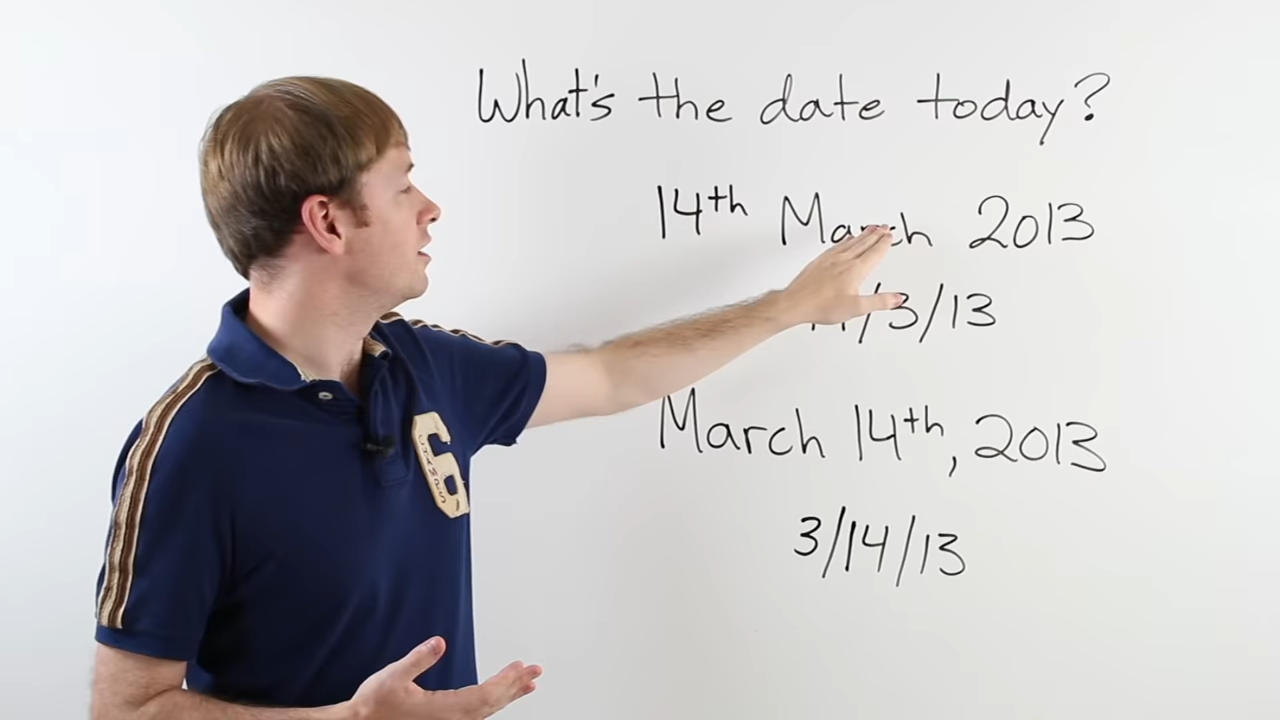 What's the date today?
14th March 2013
/3/13
March 14th, 2013
3/14/13
6